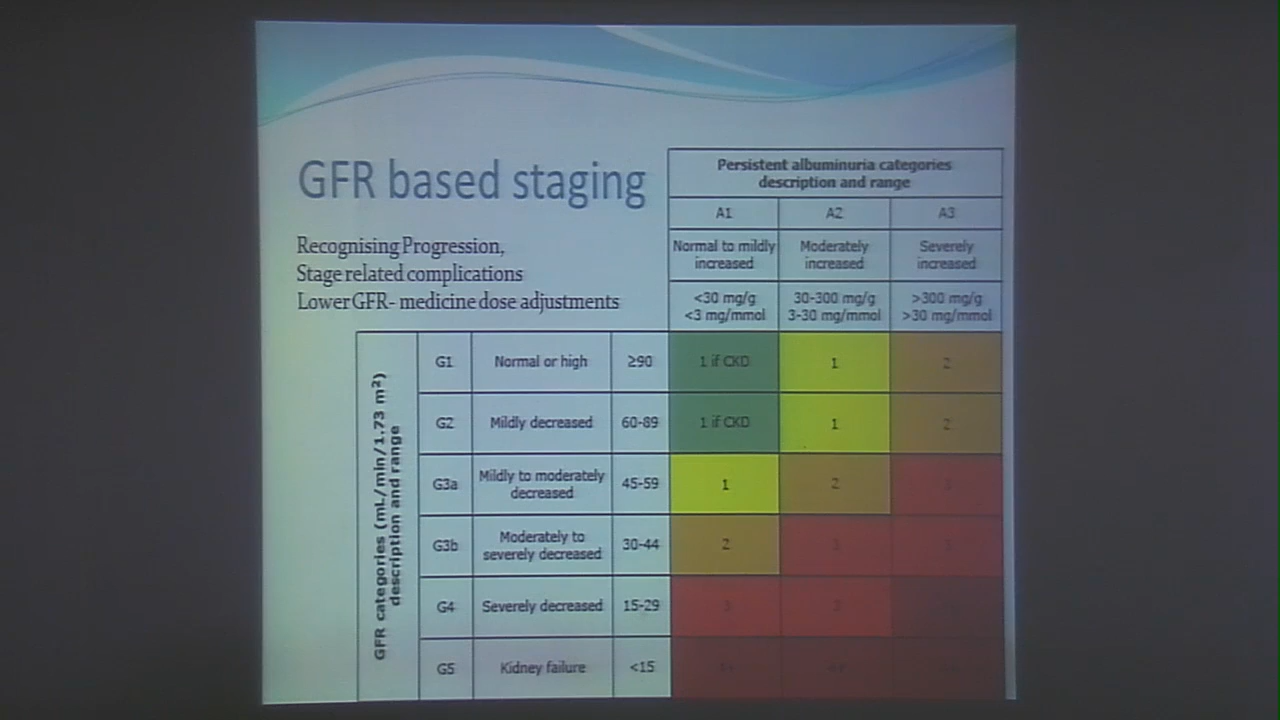 GFR based staging
Recognising Progression,
Stage related complications
Lower GFR- medicine dose adjustments
Persistent albuminuria categories
description and range
A1 A2 A3
Normal to mildly increased
Moderately increased
Severely increased
<30 mg/g
<3 mg/mmol
30-300 mg/g
3-30 mg/mmol
>300 mg/g
>30 mg/mmol
GFR categories (mL/min/1.73 m²)
description and range
G1 Normal or high ≥90 1 if CKD 1 2
G2 Mildly decreased 60-89 1 if CKD 1 2
G3a Mildly to moderately decreased 45-59 1 2
G3b Moderately to severely decreased 30-44 2
G4 Severely decreased 15-29
G5 Kidney failure <15